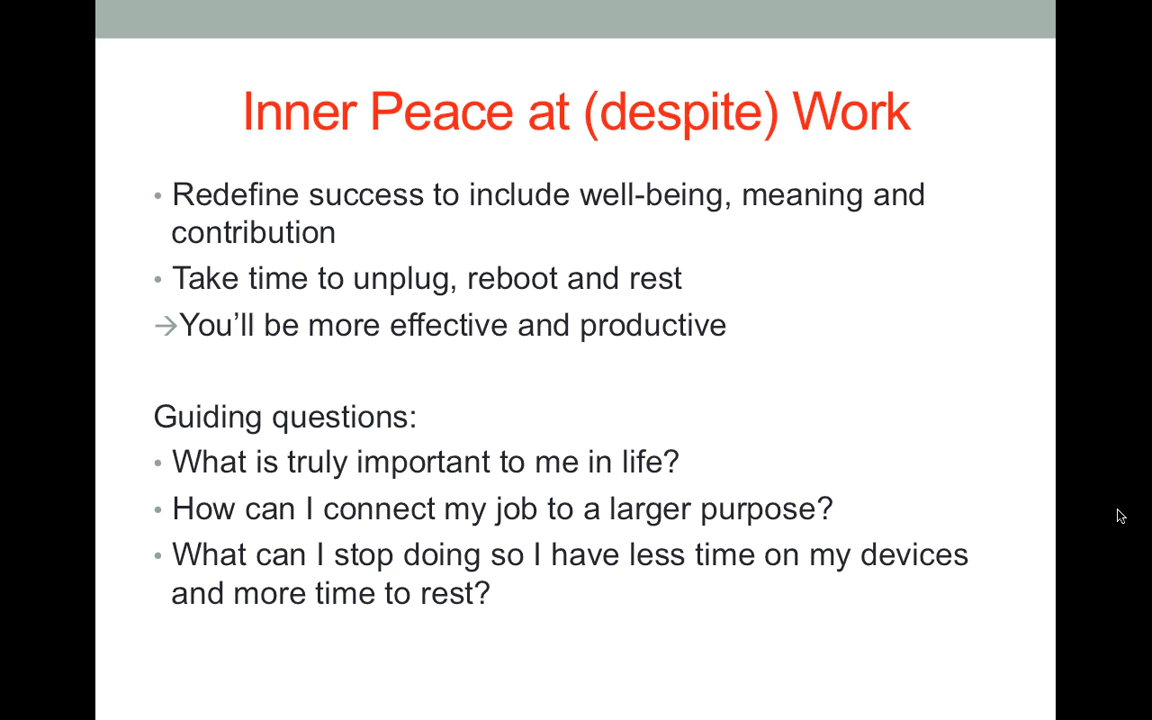 Inner Peace at (despite) Work
• Redefine success to include well-being, meaning and
contribution
• Take time to unplug, reboot and rest
→You’ll be more effective and productive
Guiding questions:
• What is truly important to me in life?
• How can I connect my job to a larger purpose?
• What can I stop doing so I have less time on my devices
and more time to rest?